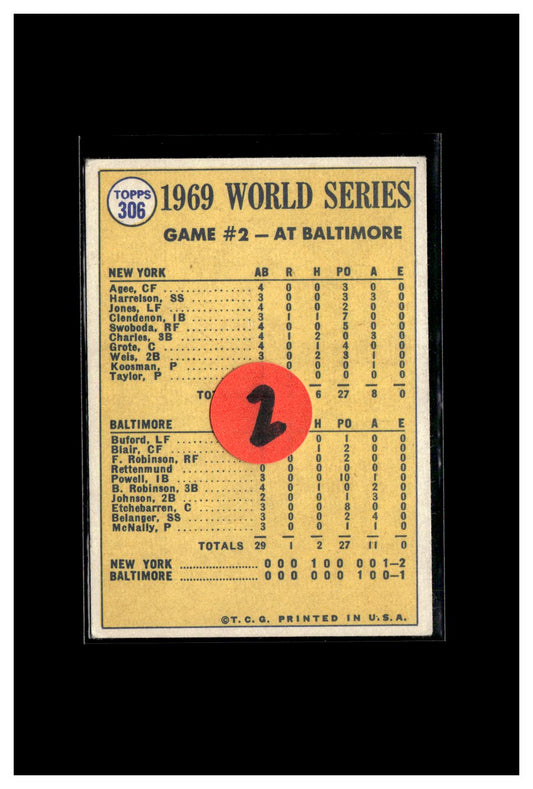 TOPPS
306
1969 WORLD SERIES
GAME #2 — AT BALTIMORE
NEW YORK AB R H PO A E
Agee, CF 4 0 0 3 0 0
Harrelson, SS 3 0 0 3 3 0
Jones, LF 4 0 0 2 0 0
Clendenon, 1B 3 1 1 7 0 0
Swoboda, RF 4 0 0 5 0 0
Charles, 3B 4 1 2 0 3 0
Grote, C 4 0 1 4 0 0
Weis, 2B 3 0 2 3 1 0
Koosman, P 0 0 0 1 0
Taylor, P 0 0 0 0 0
6 27 8 0
2
BALTIMORE H PO A E
Buford, LF 0 1 0 0
Blair, CF 1 2 0 0
F. Robinson, RF 0 0 2 0 0
Rettenmund 0 0 0 0 0 0
Powell, 1B 3 0 0 10 1 0
B. Robinson, 3B 4 0 1 0 2 0
Johnson, 2B 2 0 0 1 3 0
Etchebarren, C 3 0 0 8 0 0
Belanger, SS 3 0 0 2 4 0
McNally, P 3 0 0 1 1 0
TOTALS 29 1 2 27 11 0
NEW YORK 0 0 0 1 0 0 0 0 1–2
BALTIMORE 0 0 0 0 0 0 1 0 0–1
©T.C.G. PRINTED IN U.S.A.